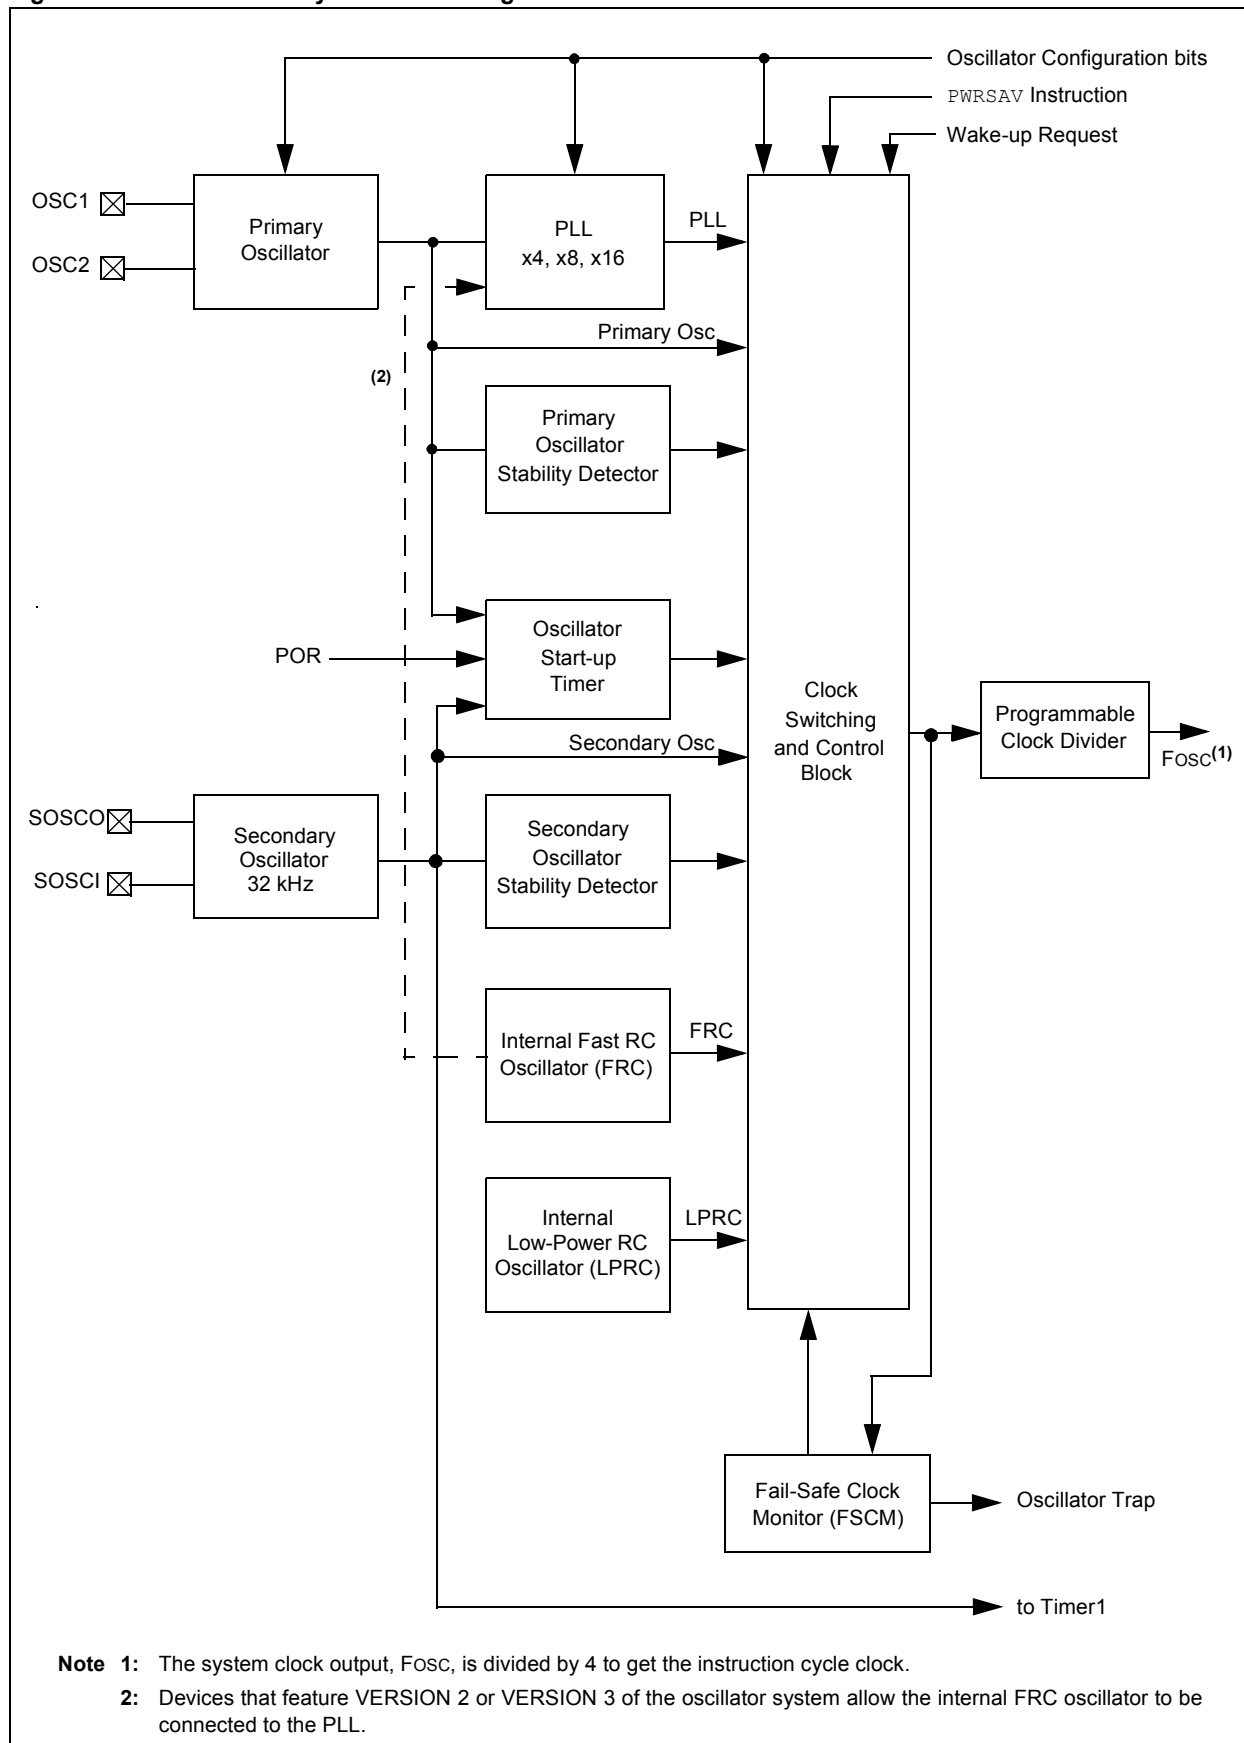 Oscillator Configuration bits
PWRSAV Instruction
Wake-up Request
OSC1
OSC2
Primary
Oscillator
PLL
x4, x8, x16
PLL
Primary Osc
(2)
Primary
Oscillator
Stability Detector
POR
Oscillator
Start-up
Timer
Clock
Switching
and Control
Block
Programmable
Clock Divider
FOSC(1)
Secondary Osc
SOSCO
SOSCI
Secondary
Oscillator
32 kHz
Secondary
Oscillator
Stability Detector
Internal Fast RC
Oscillator (FRC)
FRC
Internal
Low-Power RC
Oscillator (LPRC)
LPRC
Fail-Safe Clock
Monitor (FSCM)
Oscillator Trap
to Timer1
Note 1: The system clock output, FOSC, is divided by 4 to get the instruction cycle clock.
2: Devices that feature VERSION 2 or VERSION 3 of the oscillator system allow the internal FRC oscillator to be
connected to the PLL.